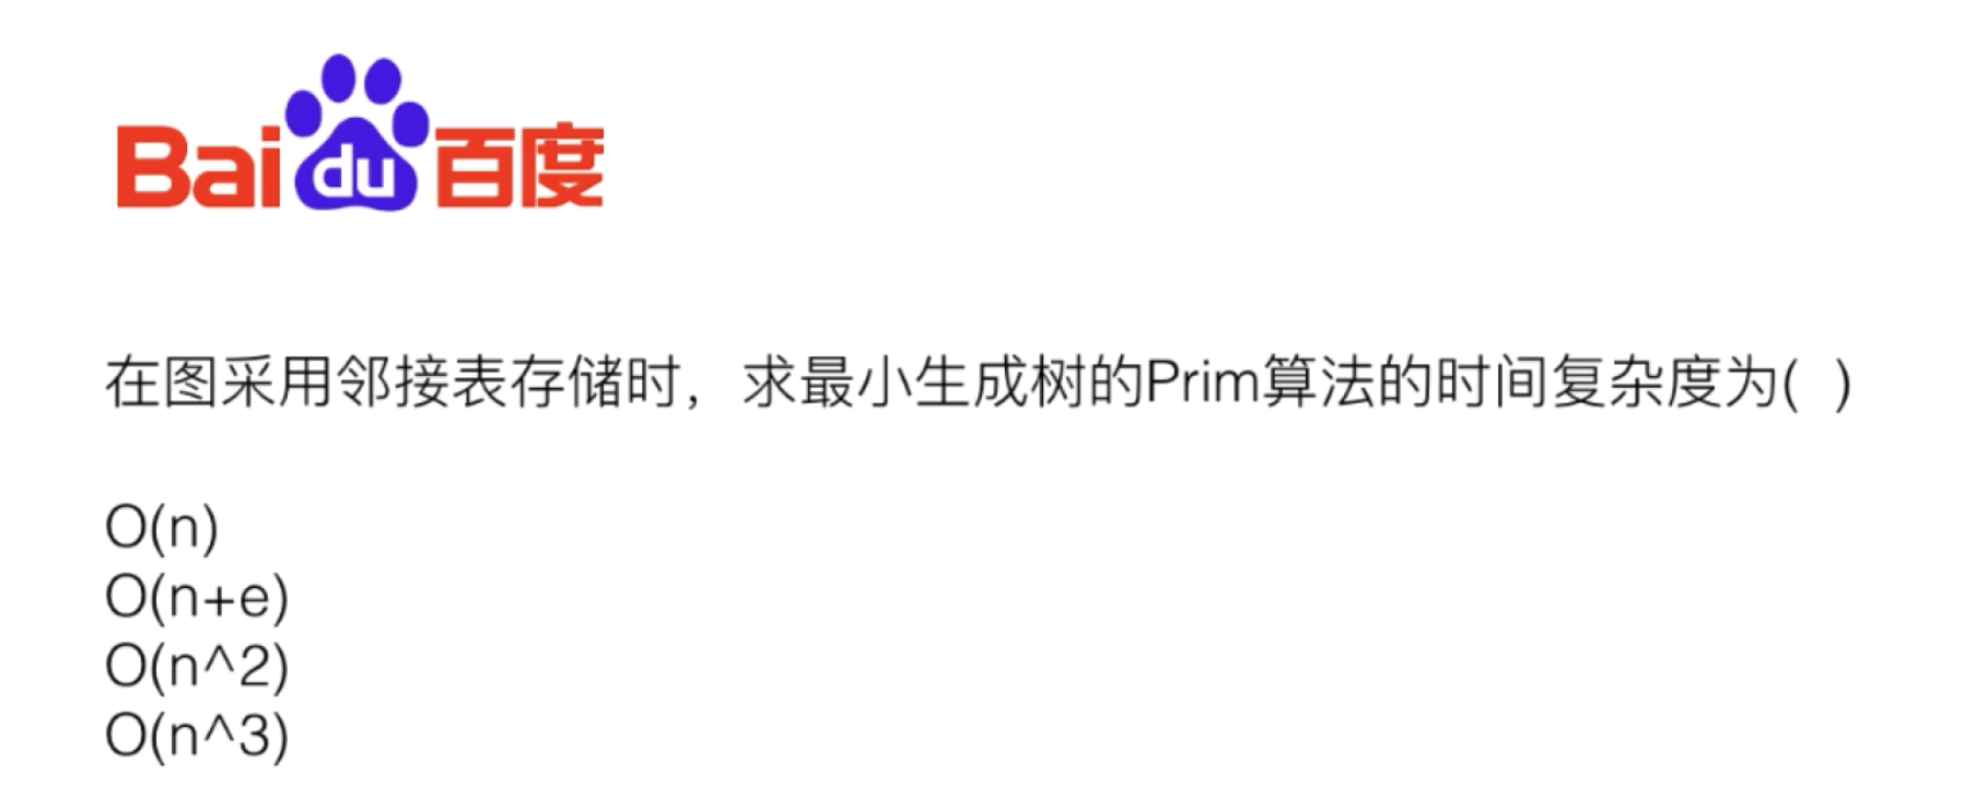 Bai du 百度
在图采用邻接表存储时，求最小生成树的Prim算法的时间复杂度为( )
O(n)
O(n+e)
O(n^2)
O(n^3)